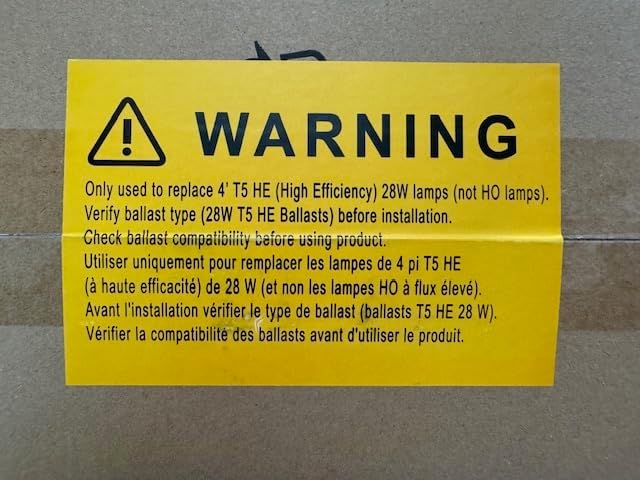 WARNING
Only used to replace 4' T5 HE (High Efficiency) 28W lamps (not HO lamps).
Verify ballast type (28W T5 HE Ballasts) before installation.
Check ballast compatibility before using product.
Utiliser uniquement pour remplacer les lampes de 4 pi T5 HE
(à haute efficacité) de 28 W (et non les lampes HO à flux élevé).
Avant l'installation vérifier le type de ballast (ballasts T5 HE 28 W).
Vérifier la compatibilité des ballasts avant d'utiliser le produit.